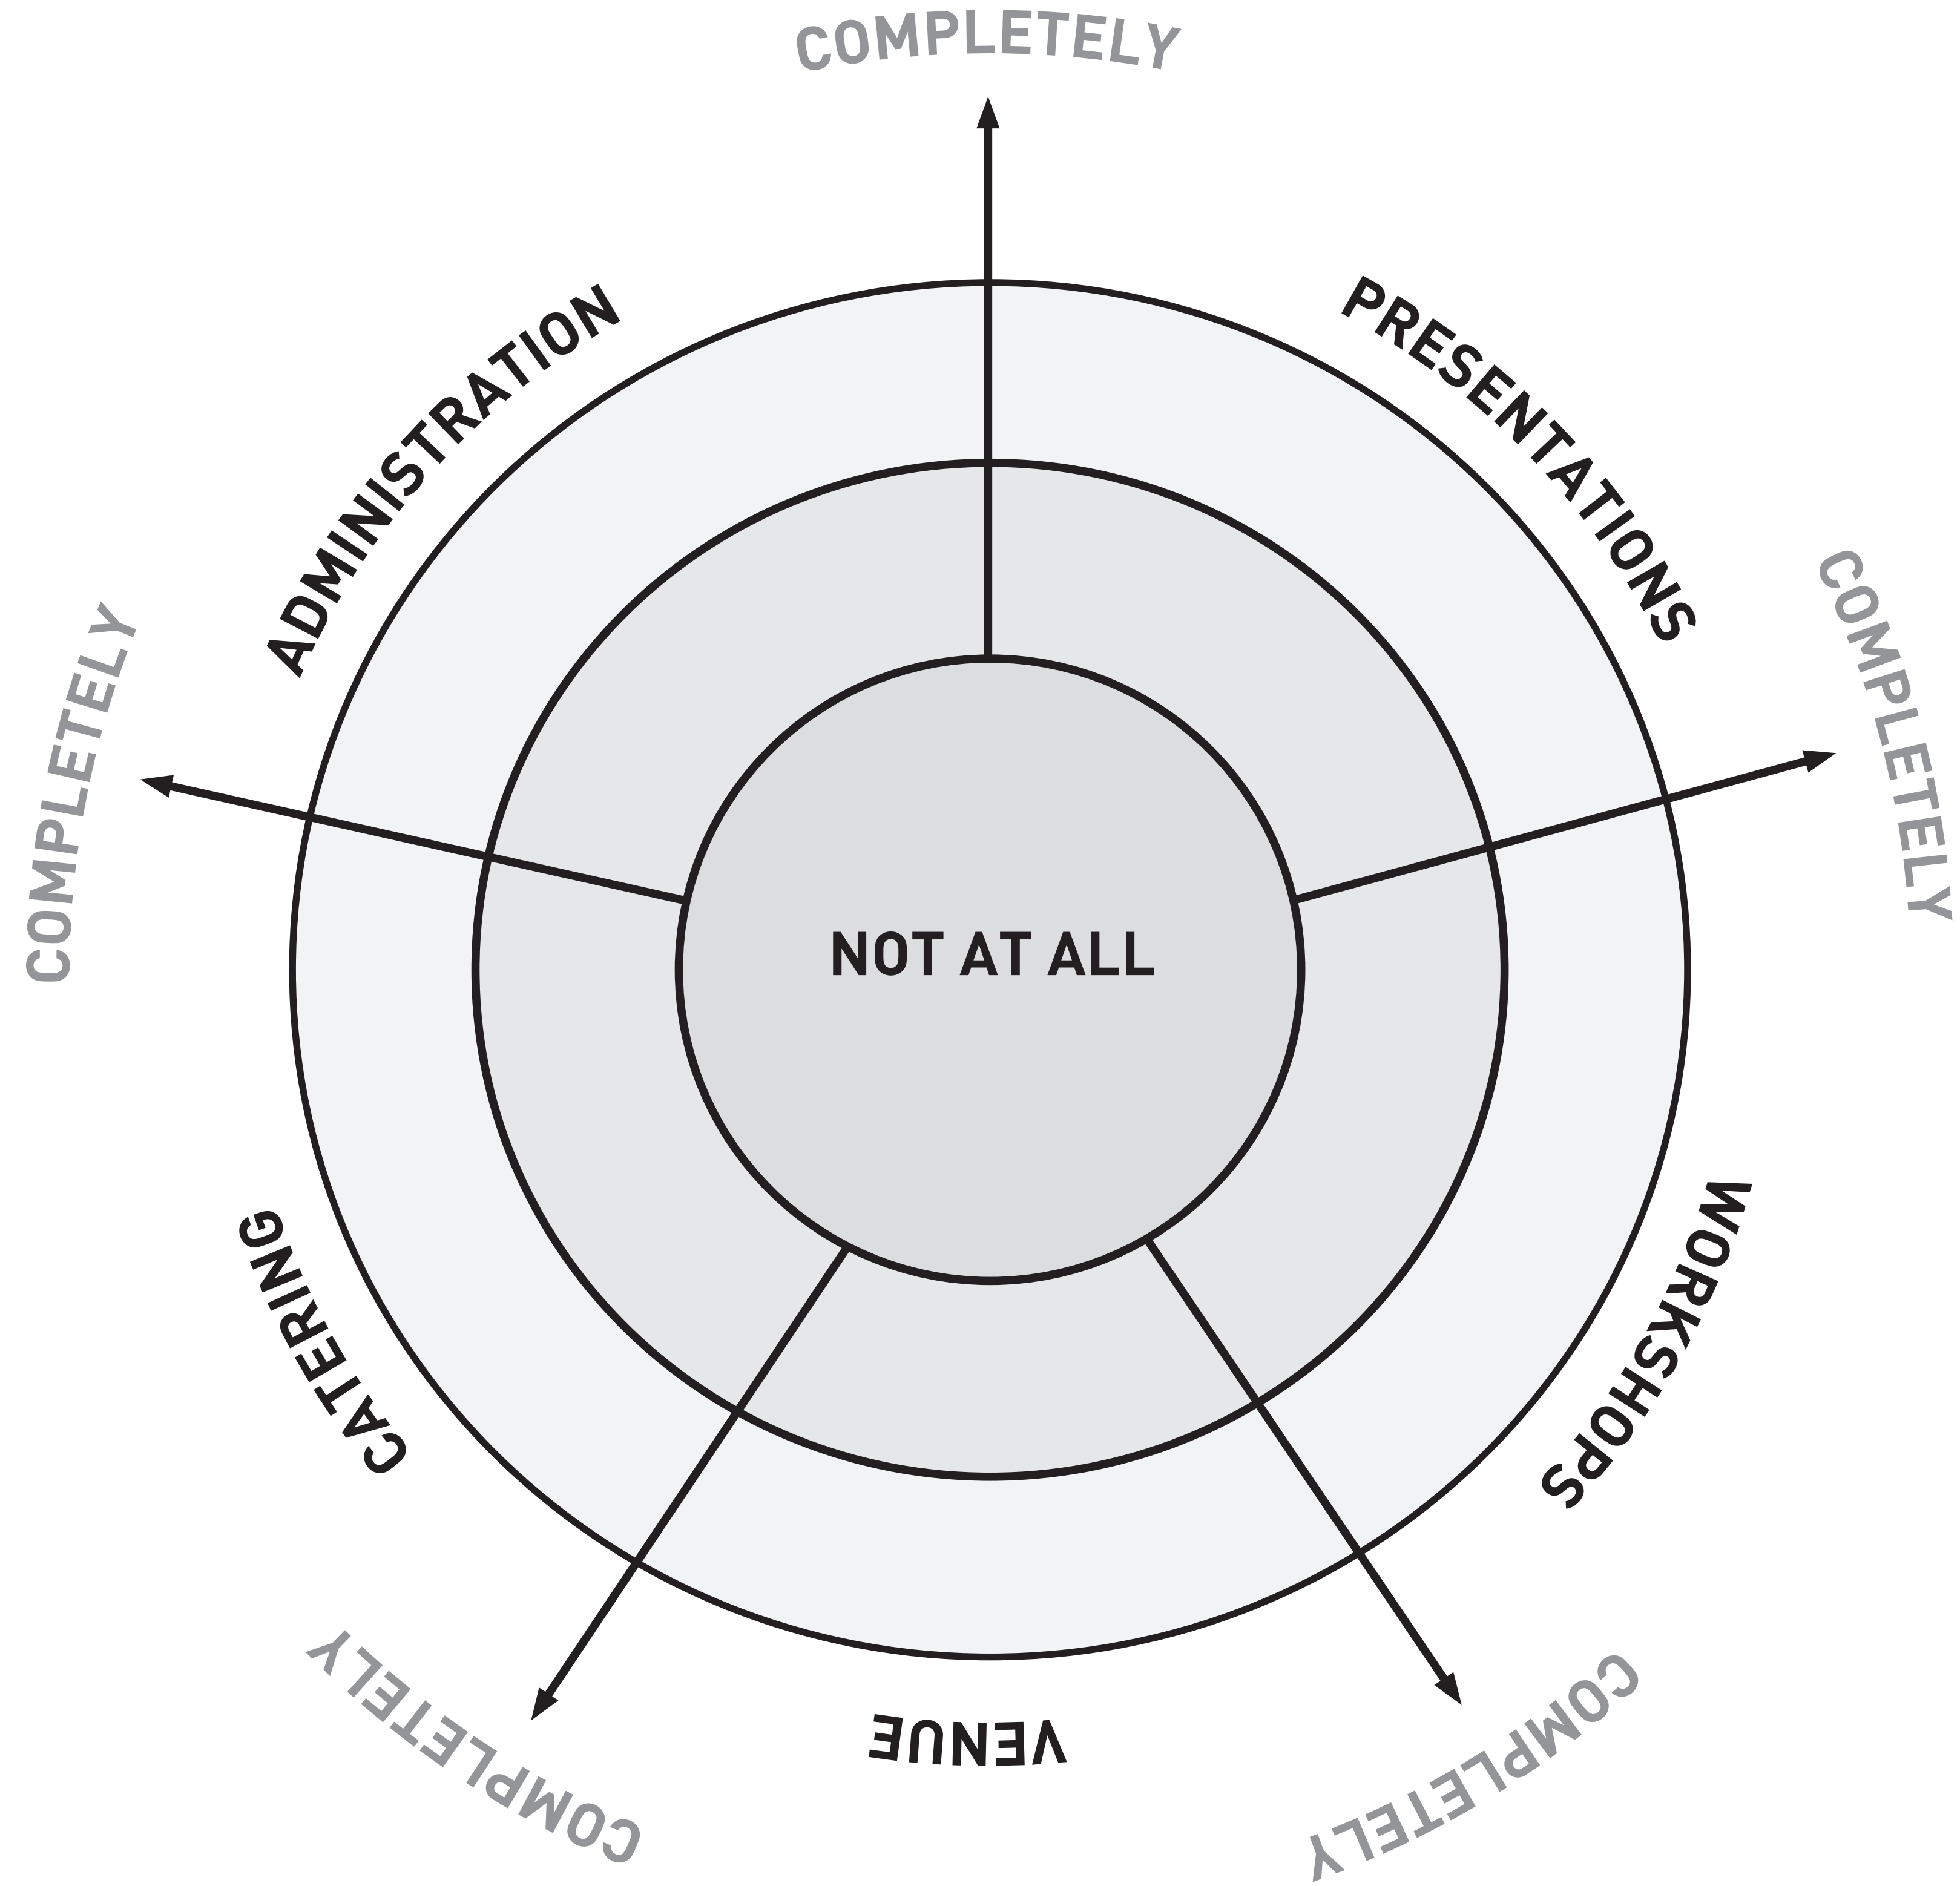 COMPLETELY
ADMINISTRATION
PRESENTATIONS
COMPLETELY
COMPLETELY
NOT AT ALL
CATERING
WORKSHOPS
COMPLETELY
VENUE
COMPLETELY